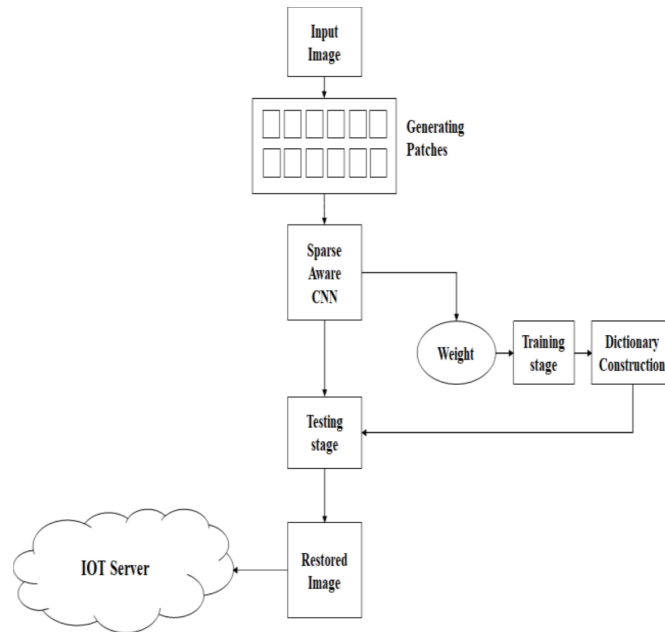 Input
Image
Generating
Patches
Sparse
Aware
CNN
Weight
Training
stage
Dictionary
Construction
Testing
stage
IOT Server
Restored
Image